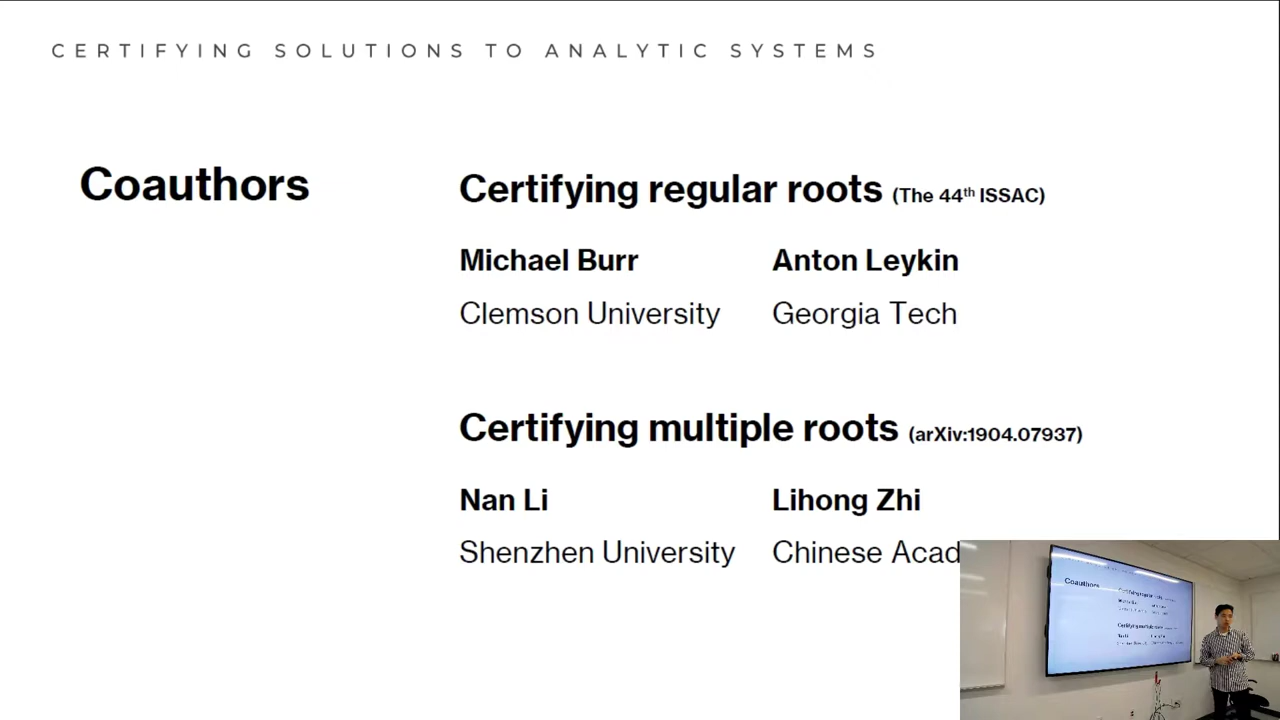 CERTIFYING SOLUTIONS TO ANALYTIC SYSTEMS
Coauthors
Certifying regular roots (The 44th ISSAC)
Michael Burr Anton Leykin
Clemson University Georgia Tech
Certifying multiple roots (arXiv:1904.07937)
Nan Li Lihong Zhi
Shenzhen University Chinese
Coauthors